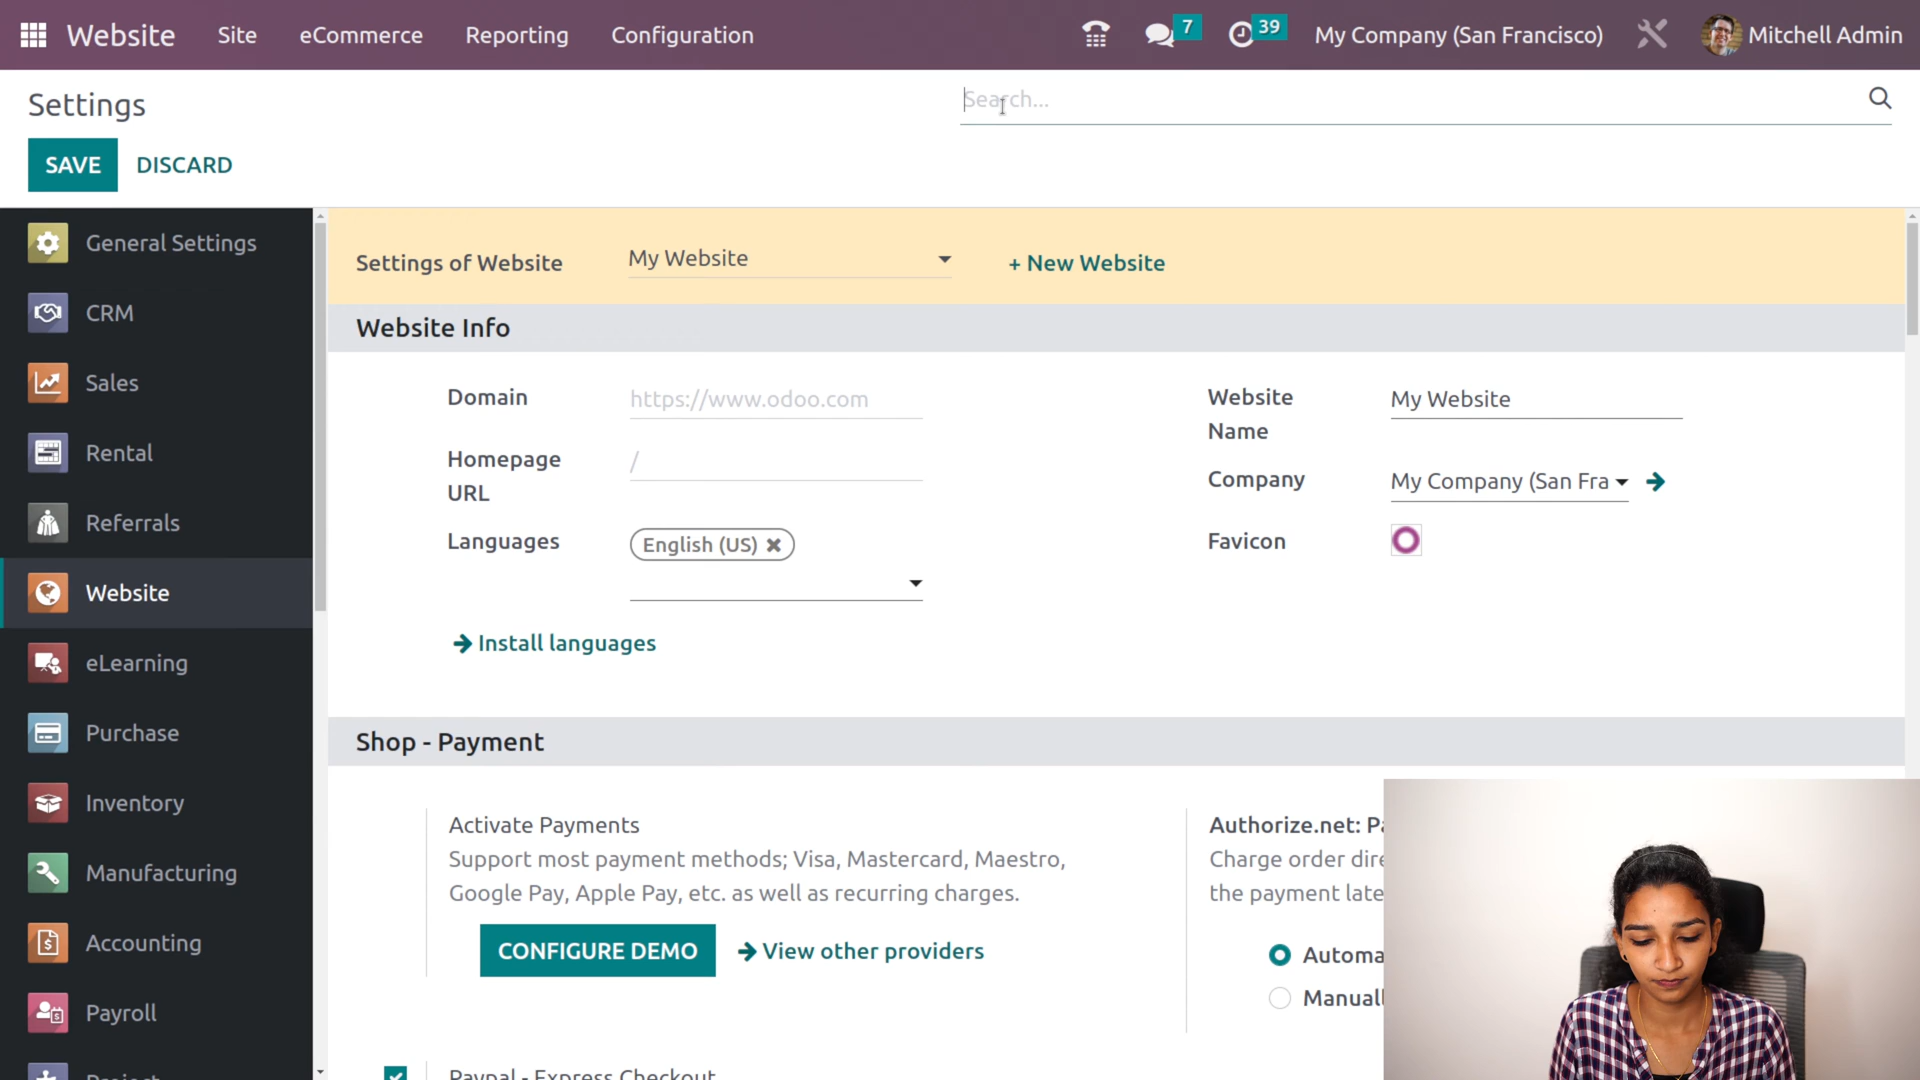 Website Site eCommerce Reporting Configuration 7 39 My Company (San Francisco) Mitchell Admin
Settings
Search...
SAVE DISCARD
General Settings
CRM
Sales
Rental
Referrals
Website
eLearning
Purchase
Inventory
Manufacturing
Accounting
Payroll
Settings of Website My Website + New Website
Website Info
Domain https://www.odoo.com
Homepage URL /
Languages English (US)
Install languages
Website
Name My Website
Company My Company (San Fra
Favicon
Shop - Payment
Activate Payments
Support most payment methods; Visa, Mastercard, Maestro,
Google Pay, Apple Pay, etc. as well as recurring charges.
CONFIGURE DEMO View other providers
Authorize.net:
Charge order
the payment
Paypal - Express Checkout